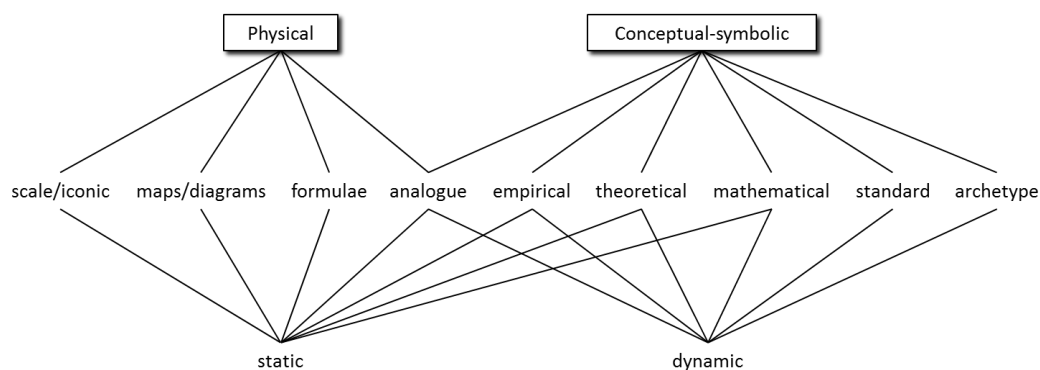 Physical Conceptual-symbolic
scale/iconic maps/diagrams formulae analogue empirical theoretical mathematical standard archetype
static dynamic